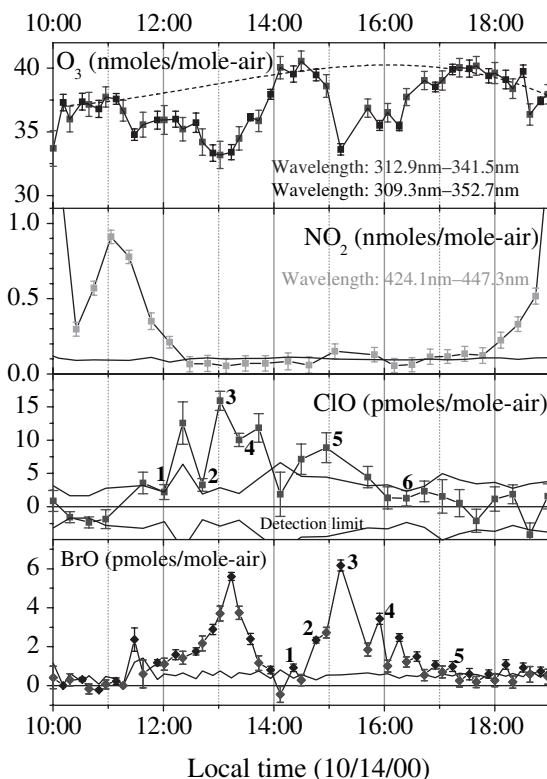 10:00 12:00 14:00 16:00 18:00
O3 (nmoles/mole-air)
40
35
30
Wavelength: 312.9nm–341.5nm
Wavelength: 309.3nm–352.7nm
NO2 (nmoles/mole-air)
Wavelength: 424.1nm–447.3nm
1.0
0.5
0.0
ClO (pmoles/mole-air)
15
10
5
0
1
2
3
4
5
6
Detection limit
BrO (pmoles/mole-air)
6
4
2
0
1
2
3
4
5
10:00 12:00 14:00 16:00 18:00
Local time (10/14/00)